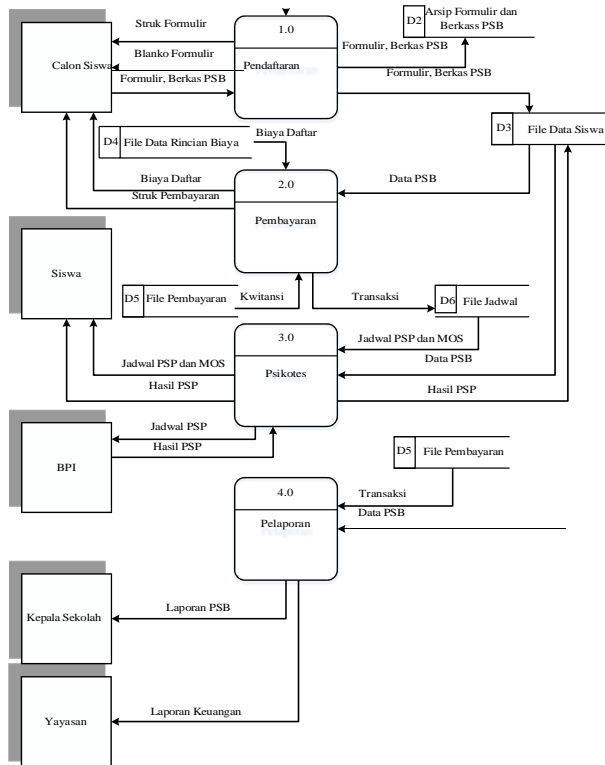 Struk Formulir
1.0
D2
Arsip Formulir dan
Berkass PSB
Blanko Formulir
Calon Siswa
Pendaftaran
Formulir, Berkas PSB
Formulir, Berkas PSB
Formulir, Berkas PSB
D3
File Data Siswa
Biaya Daftar
D4
File Data Rincian Biaya
2.0
Biaya Daftar
Struk Pembayaran
Data PSB
Pembayaran
Siswa
D5
File Pembayaran
Kwitansi
Transaksi
D6
File Jadwal
3.0
Jadwal PSP dan MOS
Jadwal PSP dan MOS
Data PSB
Psikotes
Hasil PSP
Hasil PSP
Jadwal PSP
Hasil PSP
BPI
D5
File Pembayaran
4.0
Transaksi
Data PSB
Pelaporan
Laporan PSB
Kepala Sekolah
Laporan Keuangan
Yayasan